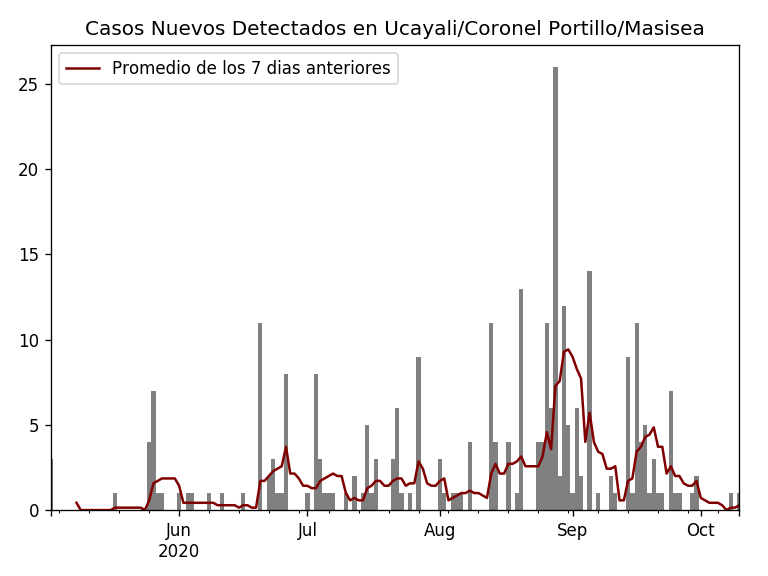 Casos Nuevos Detectados en Ucayali/Coronel Portillo/Masisea
Promedio de los 7 dias anteriores
25
20
15
10
5
0
Jun Jul Aug Sep Oct
2020